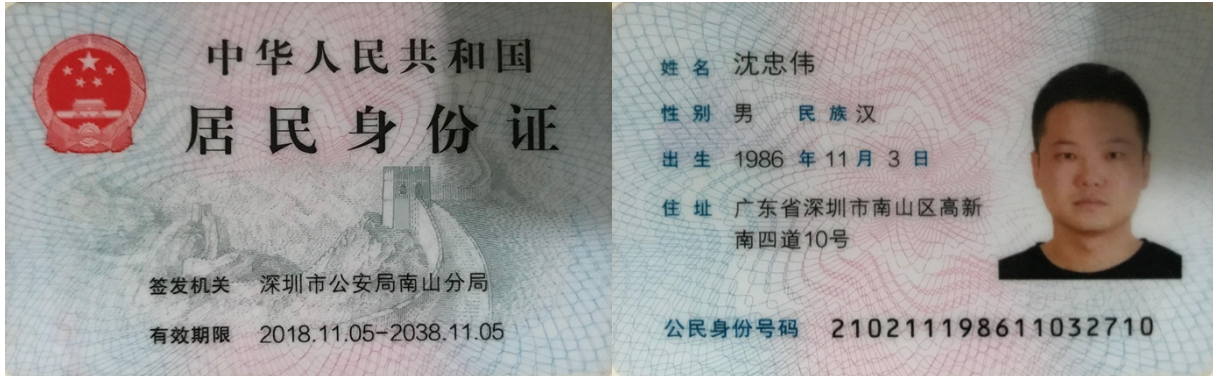 中华人民共和国
居民身份证
签发机关 深圳市公安局南山分局
有效期限 2018.11.05-2038.11.05
姓名 沈忠伟
性别 男 民族 汉
出生 1986 年 11 月 3 日
住址 广东省深圳市南山区高新
南四道10号
公民身份号码 210211198611032710